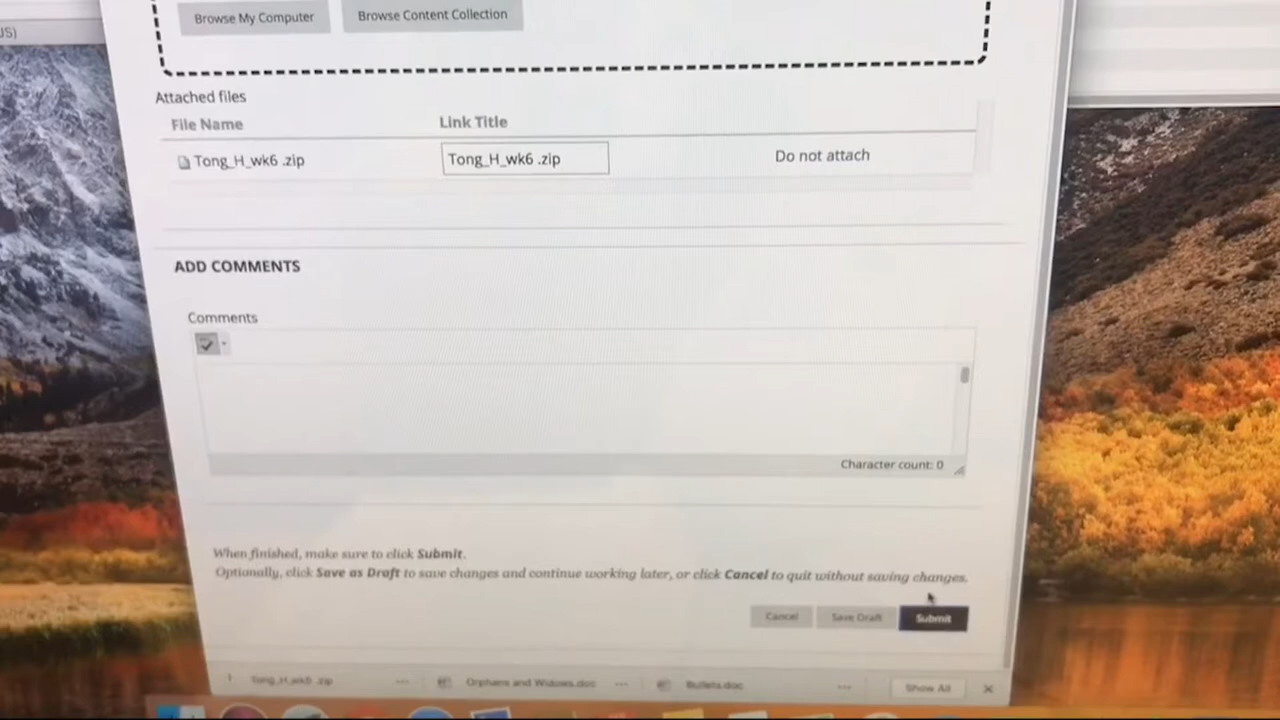 US)
Browse My Computer
Browse Content Collection
Attached files
File Name
Link Title
Tong_H_wk6 .zip
Tong_H_wk6 .zip
Do not attach
ADD COMMENTS
Comments
Character count: 0
When finished, make sure to click Submit.
Optionally, click Save as Draft to save changes and continue working later, or click Cancel to quit without saving changes.
Cancel
Save Draft
Submit
Tong_H_wk6 .zip
Orphans and Widows.doc
Bullets.doc
Show All